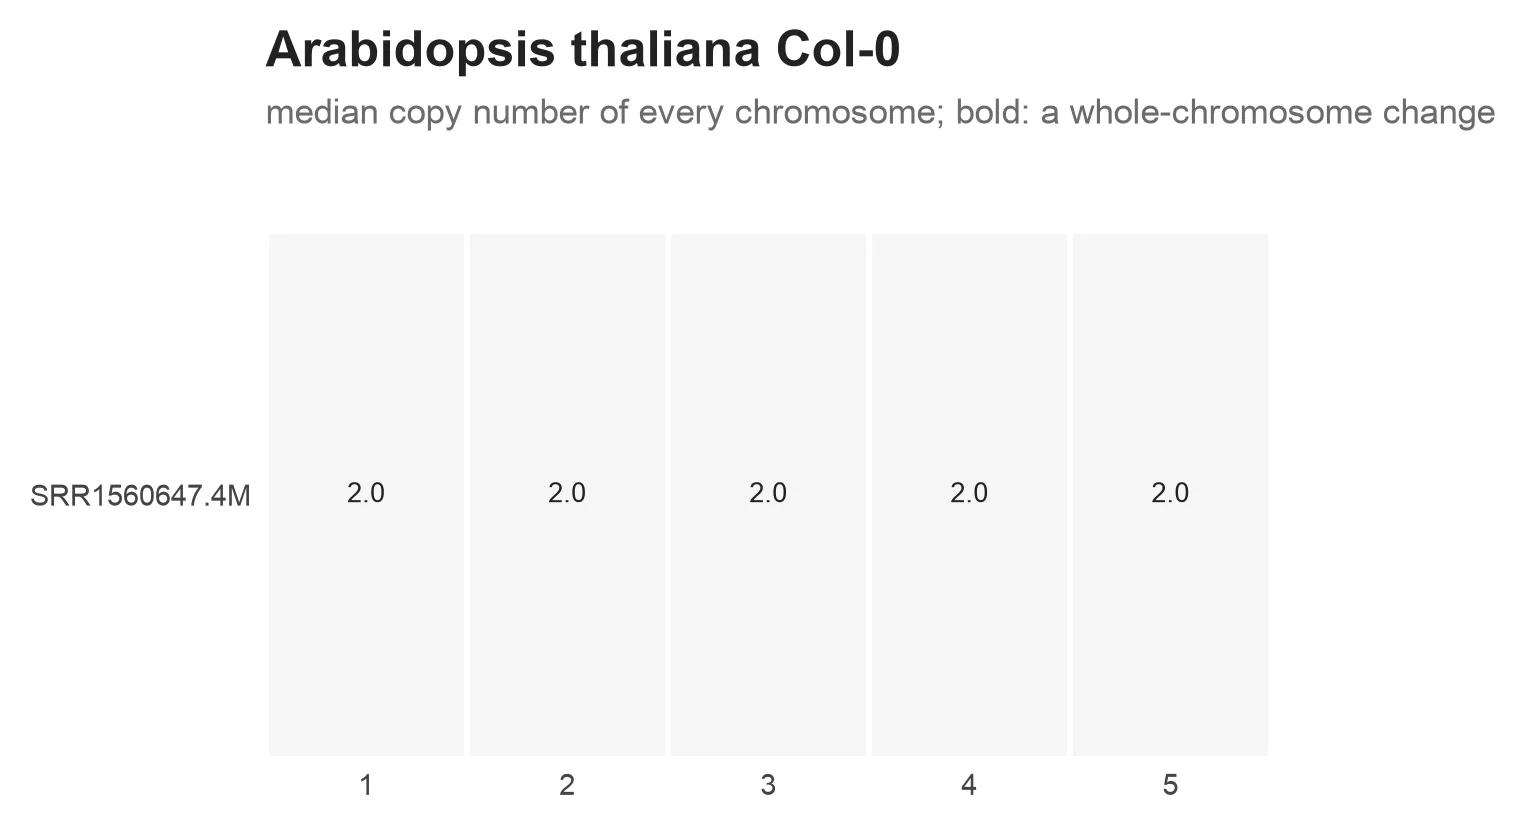 Arabidopsis thaliana Col-0
median copy number of every chromosome; bold: a whole-chromosome change
SRR1560647.4M 2.0 2.0 2.0 2.0 2.0
1 2 3 4 5